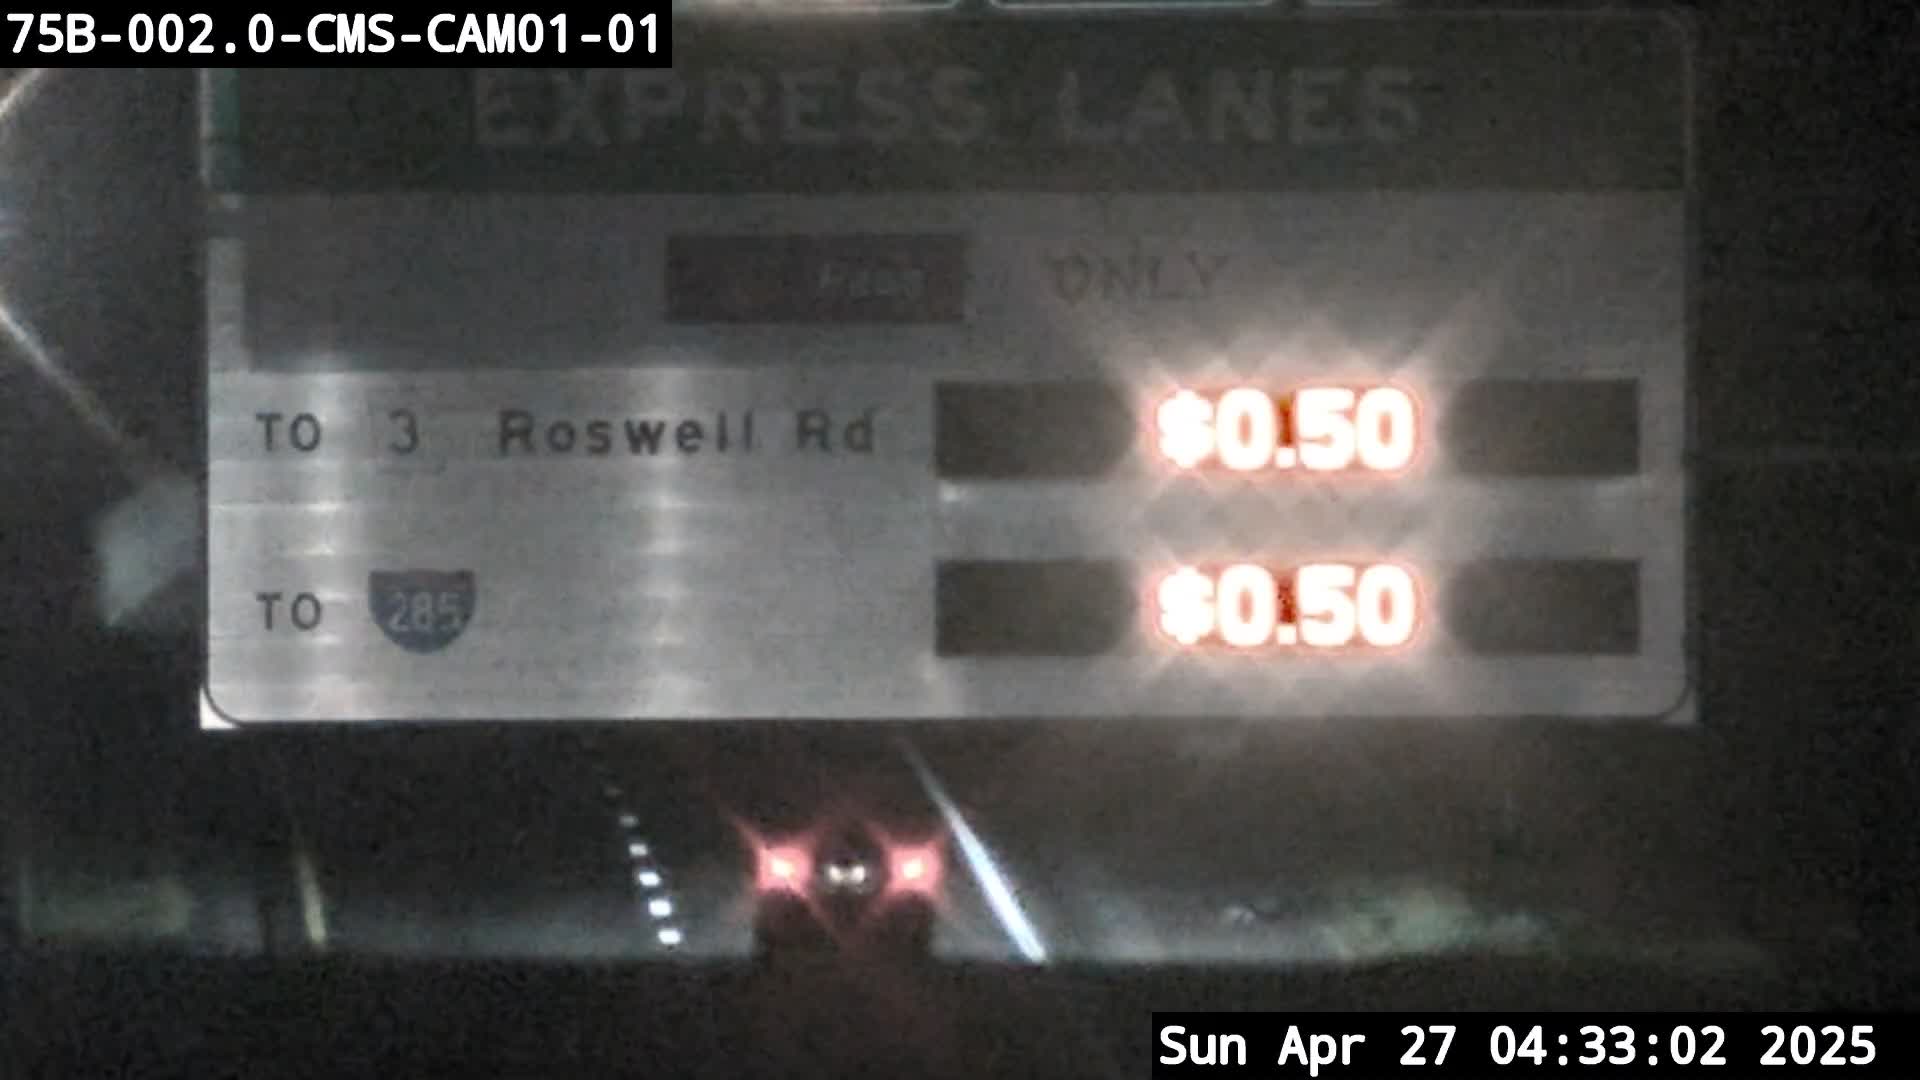 75B-002.0-CMS-CAM01-01
EXPRESS LANES
ONLY
TO 3 Roswell Rd $0.50
TO 285 $0.50
Sun Apr 27 04:33:02 2025